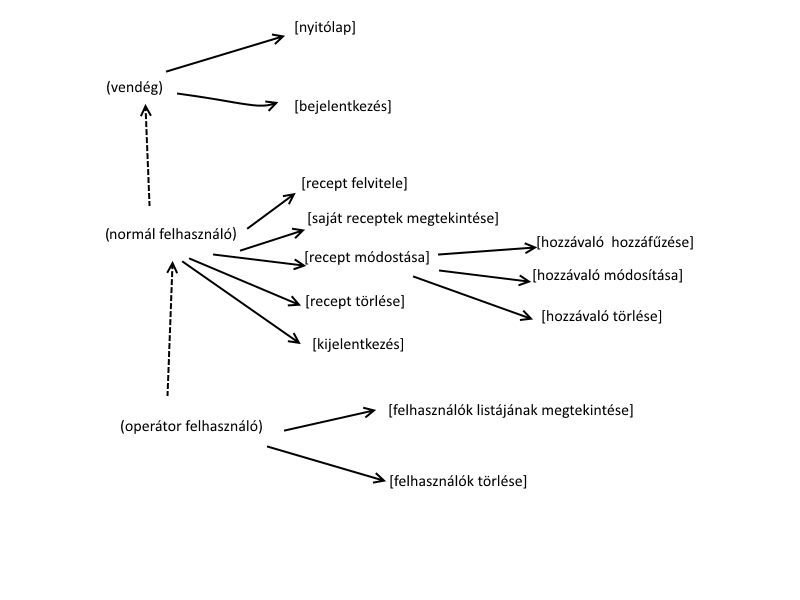 [nyitólap]
(vendég)
[bejelentkezés]
[recept felvitele]
[saját receptek megtekintése]
(normál felhasználó)
[recept módostása]
[hozzávaló  hozzáfűzése]
[hozzávaló módosítása]
[recept törlése]
[hozzávaló törlése]
[kijelentkezés]
[felhasználók listájának megtekintése]
(operátor felhasználó)
[felhasználók törlése]